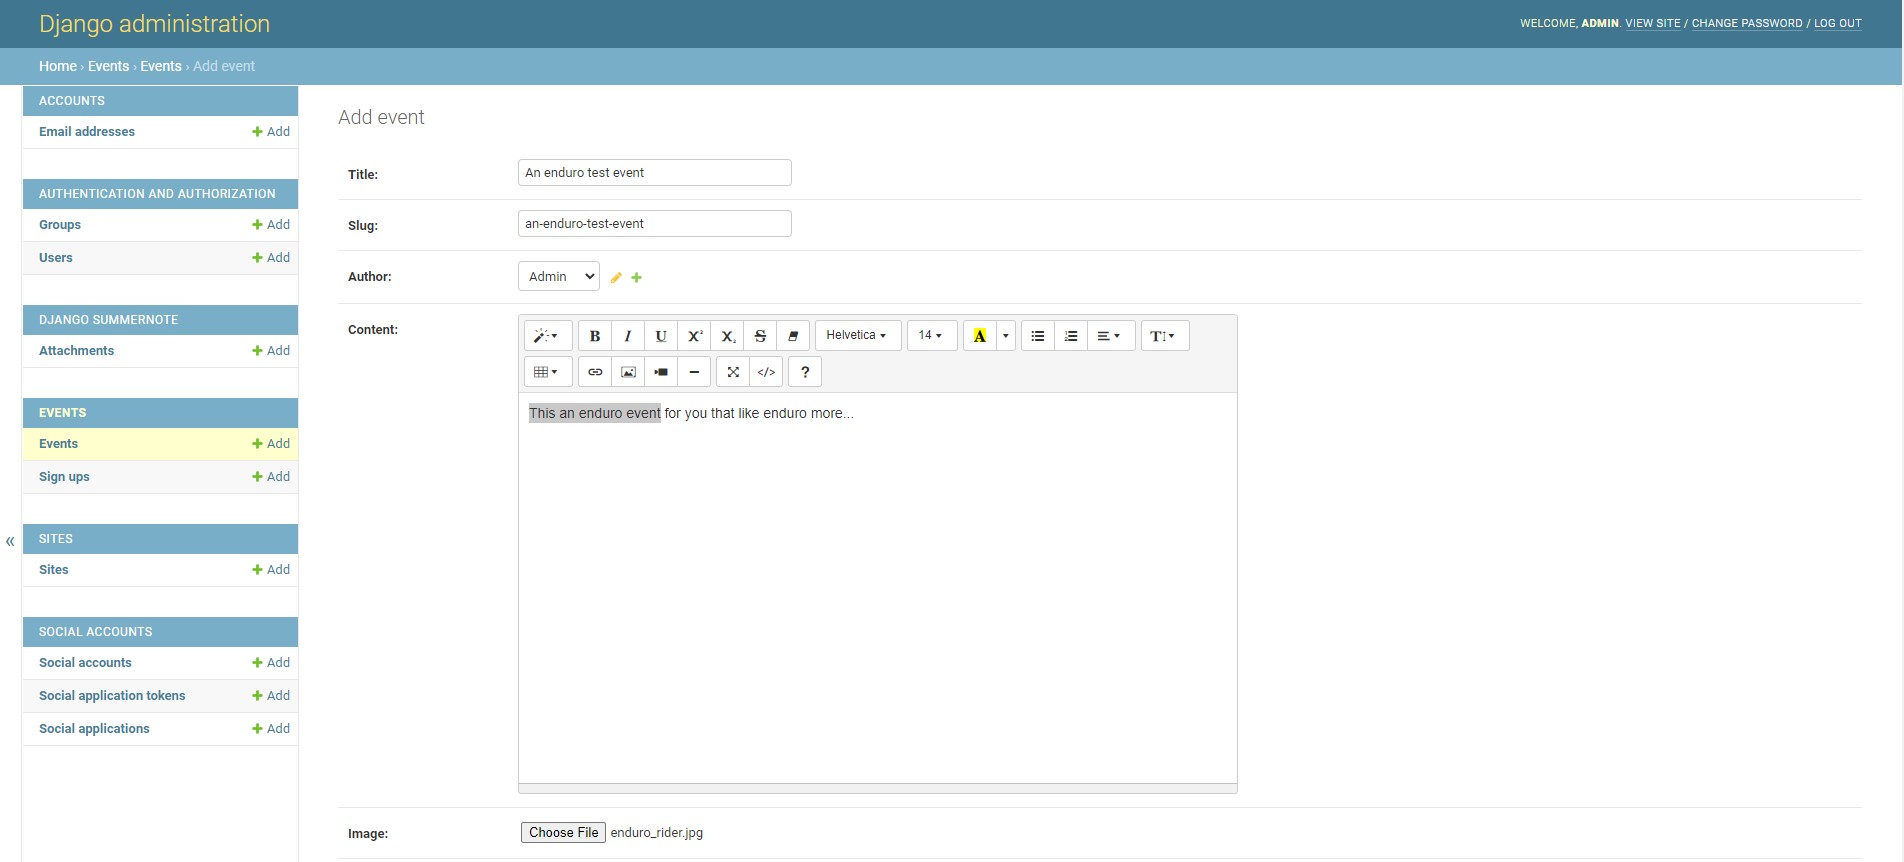 Django administration
WELCOME, ADMIN. VIEW SITE / CHANGE PASSWORD / LOG OUT
Home › Events › Events › Add event
ACCOUNTS
Email addresses + Add
AUTHENTICATION AND AUTHORIZATION
Groups + Add
Users + Add
DJANGO SUMMERNOTE
Attachments + Add
EVENTS
Events + Add
Sign ups + Add
«
SITES
Sites + Add
SOCIAL ACCOUNTS
Social accounts + Add
Social application tokens + Add
Social applications + Add
Add event
Title: An enduro test event
Slug: an-enduro-test-event
Author: Admin
Content:
B I U X² X₂ S Helvetica 14 A T
</> ?
This an enduro event for you that like enduro more...
Image: Choose File enduro_rider.jpg